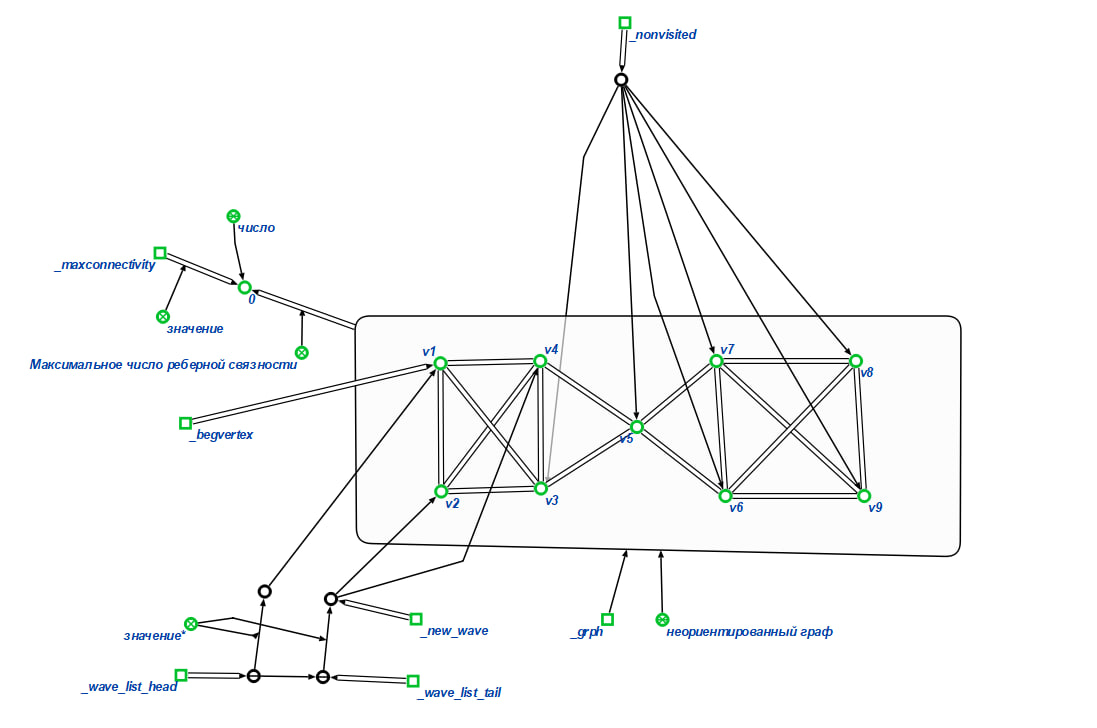 _nonvisited
число
_maxconnectivity
0
значение
Максимальное число реберной связности
v1
v4
v7
v8
_begvertex
v5
v2
v3
v6
v9
значение*
_new_wave
_grph
неориентированный граф
_wave_list_head
_wave_list_tail